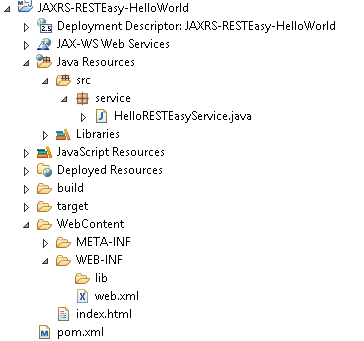 JAXRS-RESTEasy-HelloWorld
Deployment Descriptor: JAXRS-RESTEasy-HelloWorld
JAX-WS Web Services
Java Resources
src
service
HelloRESTEasyService.java
Libraries
JavaScript Resources
Deployed Resources
build
target
WebContent
META-INF
WEB-INF
lib
web.xml
index.html
pom.xml